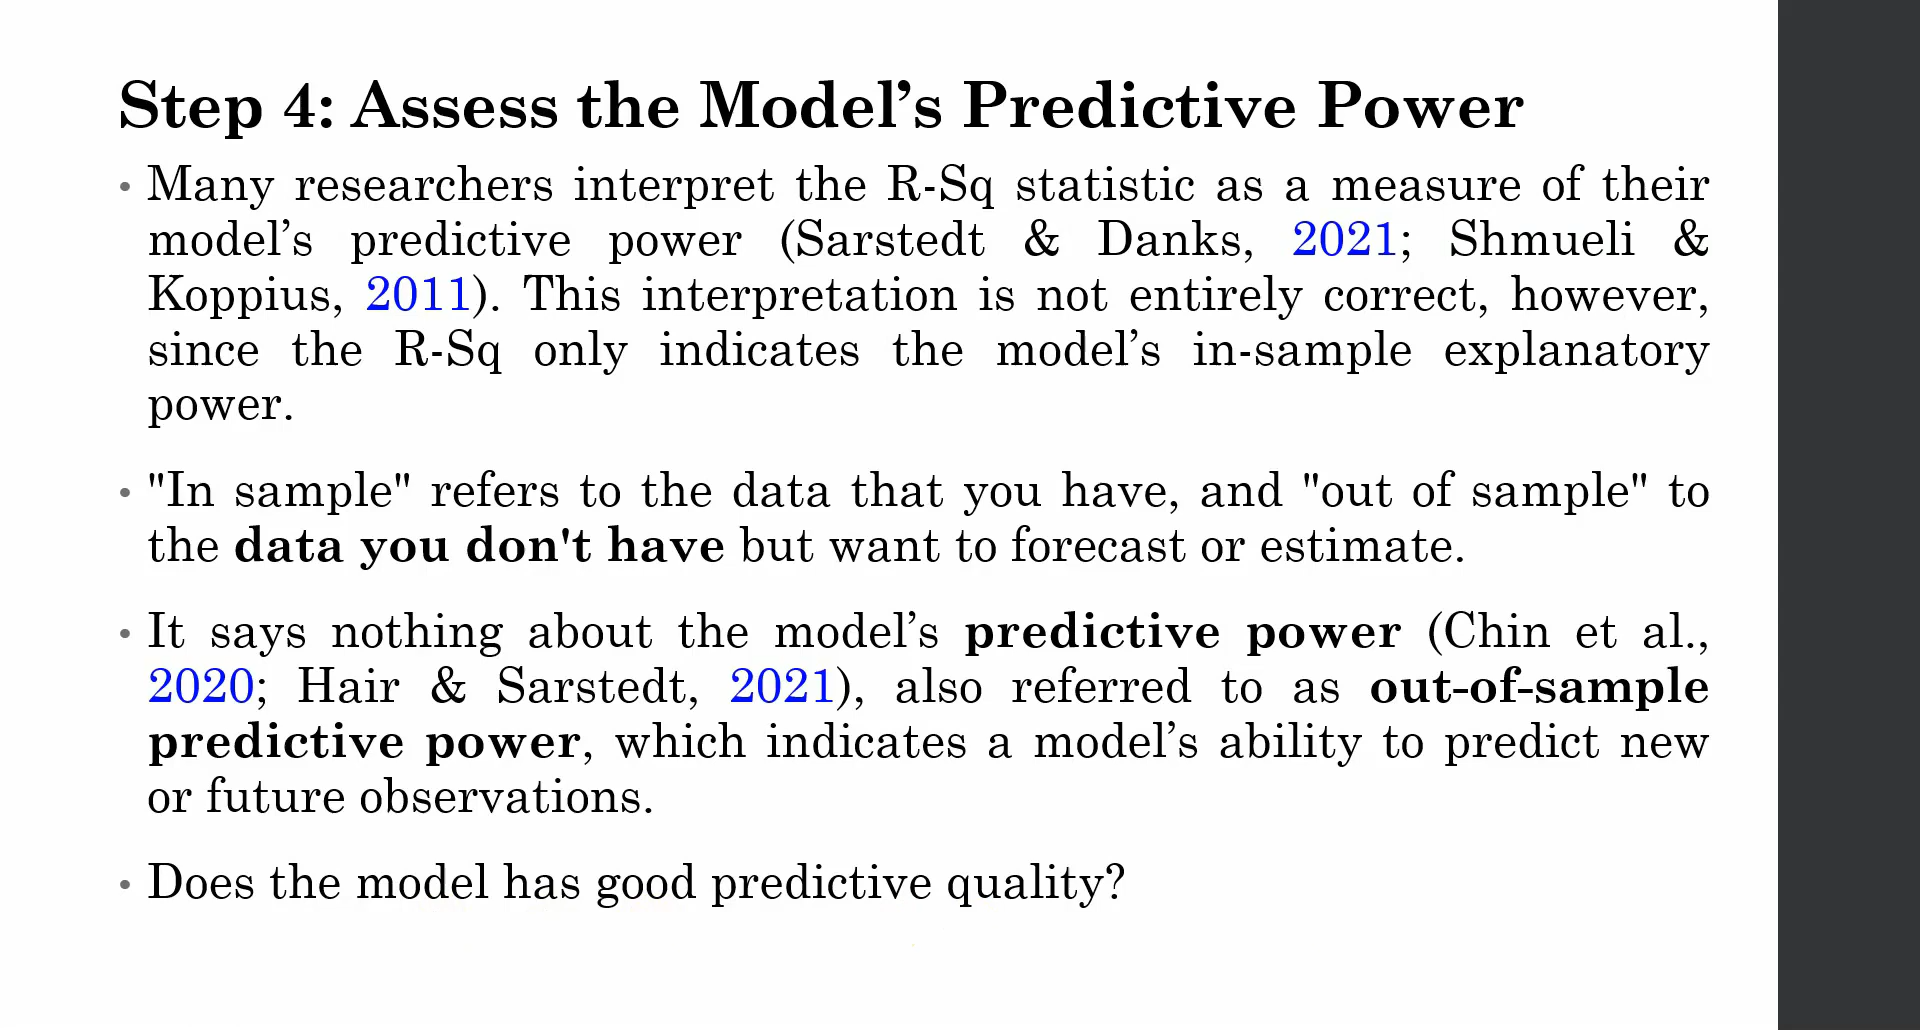 Step 4: Assess the Model’s Predictive Power
• Many researchers interpret the R-Sq statistic as a measure of their
model’s predictive power (Sarstedt & Danks, 2021; Shmueli &
Koppius, 2011). This interpretation is not entirely correct, however,
since the R-Sq only indicates the model’s in-sample explanatory
power.
• "In sample" refers to the data that you have, and "out of sample" to
the data you don't have but want to forecast or estimate.
• It says nothing about the model’s predictive power (Chin et al.,
2020; Hair & Sarstedt, 2021), also referred to as out-of-sample
predictive power, which indicates a model’s ability to predict new
or future observations.
• Does the model has good predictive quality?